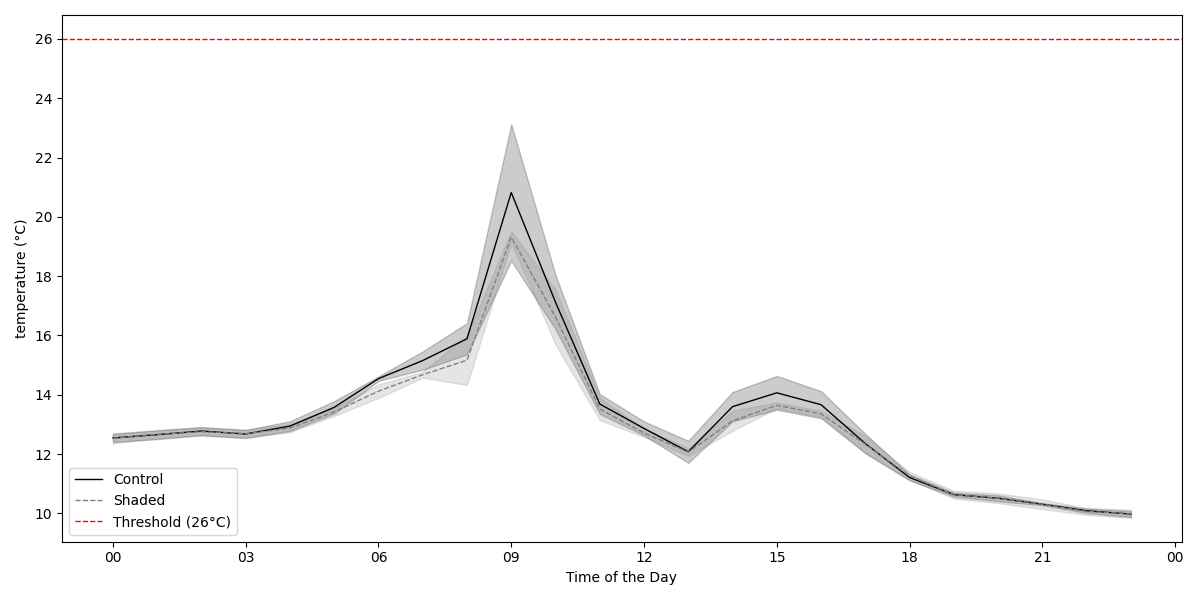 26
24
22
20
18
16
14
12
10
temperature (°C)
Control
Shaded
Threshold (26°C)
00 03 06 09 12 15 18 21 00
Time of the Day